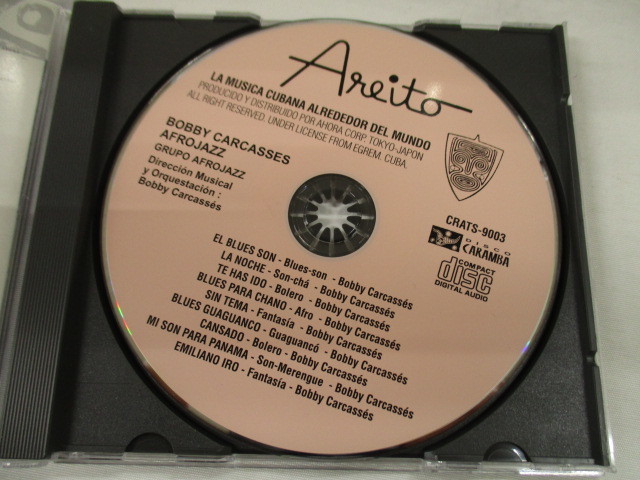 Areito
LA MUSICA CUBANA ALREDEDOR DEL MUNDO
PRODUCIDO Y DISTRIBUIDO POR AHORA CORP. TOKYO-JAPON
ALL RIGHT RESERVED. UNDER LICENSE FROM EGREM. CUBA.
BOBBY CARCASSES
AFROJAZZ
GRUPO AFROJAZZ
Dirección Musical
y Orquestación :
Bobby Carcassés
CRATS-9003
DISCO
CARAMBA
COMPACT
disc
DIGITAL AUDIO
EL BLUES SON - Blues-son - Bobby Carcassés
LA NOCHE - Son-chá - Bobby Carcassés
TE HAS IDO - Bolero - Bobby Carcassés
BLUES PARA CHANO - Afro - Bobby Carcassés
SIN TEMA - Fantasía - Bobby Carcassés
BLUES GUAGUANCO - Guaguancó - Bobby Carcassés
CANSADO - Bolero - Bobby Carcassés
MI SON PARA PANAMA - Son-Merengue - Bobby Carcassés
EMILIANO IRO - Fantasía - Bobby Carcassés